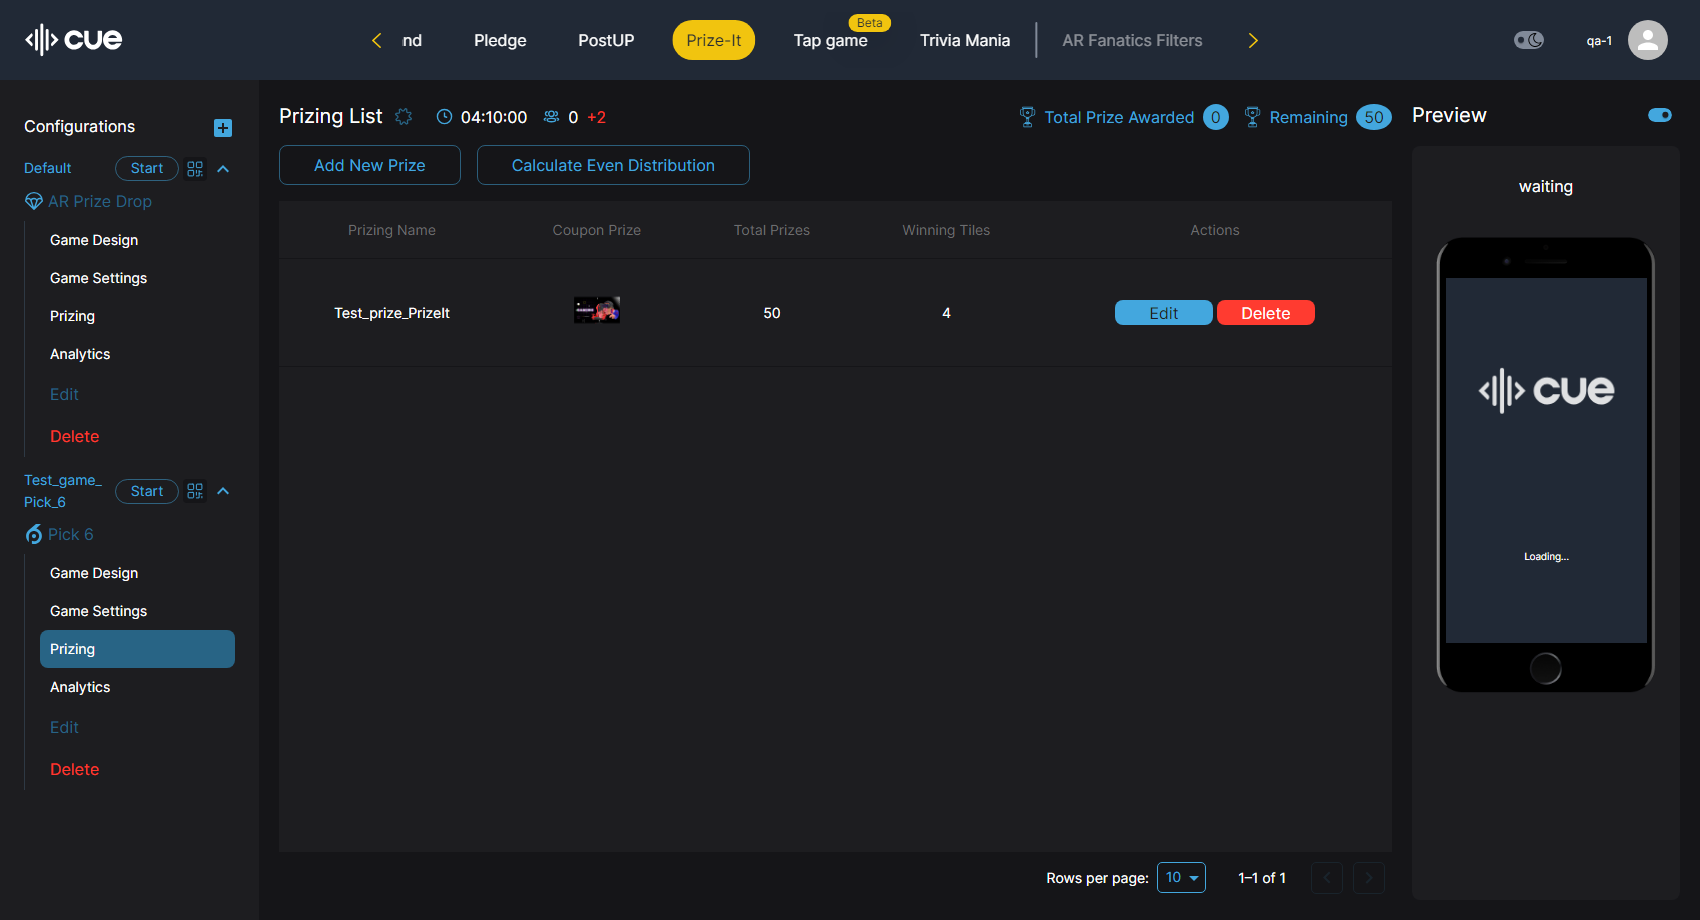 cue
nd
Pledge
PostUP
Prize-It
Tap game
Beta
Trivia Mania
AR Fanatics Filters
qa-1
Configurations
Default
Start
AR Prize Drop
Game Design
Game Settings
Prizing
Analytics
Edit
Delete
Test_game_
Pick_6
Start
Pick 6
Game Design
Game Settings
Prizing
Analytics
Edit
Delete
Prizing List
04:10:00
0 +2
Total Prize Awarded 0
Remaining 50
Add New Prize
Calculate Even Distribution
Prizing Name Coupon Prize Total Prizes Winning Tiles Actions
Test_prize_PrizeIt 50 4 Edit Delete
Rows per page: 10 1–1 of 1
Preview
waiting
cue
Loading...